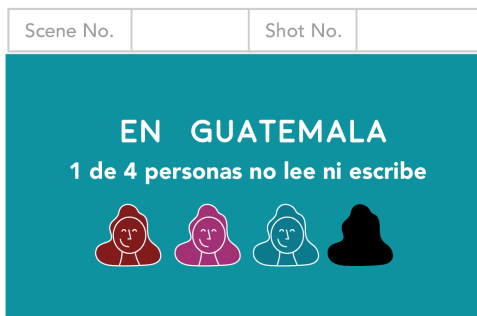 Scene No. Shot No.
EN GUATEMALA
1 de 4 personas no lee ni escribe